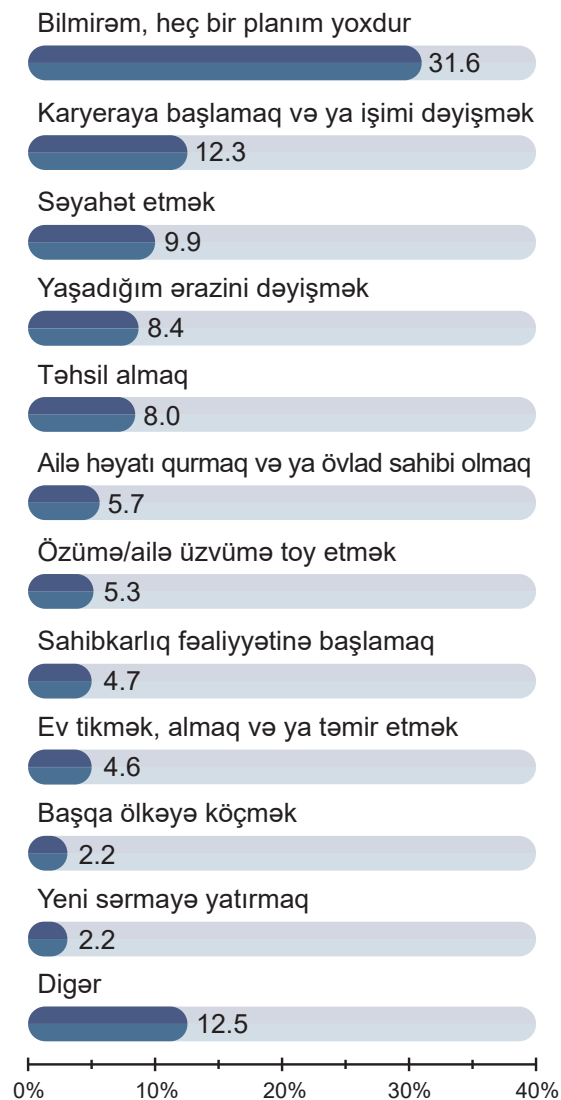 Bilmirəm, heç bir planım yoxdur
31.6
Karyeraya başlamaq və ya işimi dəyişmək
12.3
Səyahət etmək
9.9
Yaşadığım ərazini dəyişmək
8.4
Təhsil almaq
8.0
Ailə həyatı qurmaq və ya övlad sahibi olmaq
5.7
Özümə/ailə üzvümə toy etmək
5.3
Sahibkarlıq fəaliyyətinə başlamaq
4.7
Ev tikmək, almaq və ya təmir etmək
4.6
Başqa ölkəyə köçmək
2.2
Yeni sərmayə yatırmaq
2.2
Digər
12.5
0% 10% 20% 30% 40%